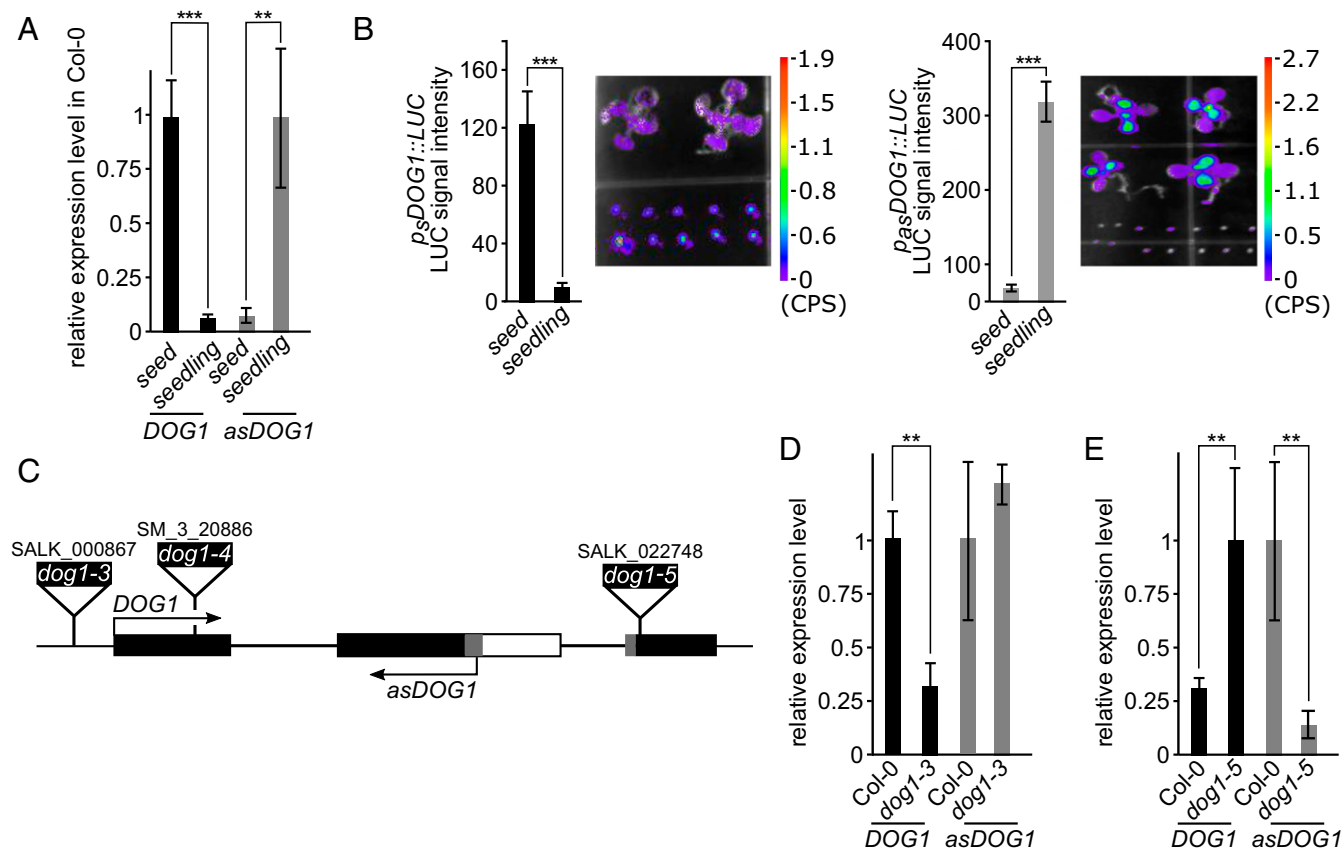 A
relative expression level in Col-0
***
**
1
0.75
0.5
0.25
0
seed
seedling
seed
seedling
DOG1
asDOG1
B
psDOG1::LUC
LUC signal intensity
160
120
80
40
0
***
seed
seedling
1.9
1.5
1.1
0.8
0.6
0
(CPS)
pasDOG1::LUC
LUC signal intensity
400
300
200
100
0
***
seed
seedling
2.7
2.2
1.6
1.1
0.5
0
(CPS)
C
SALK_000867
dog1-3
SM_3_20886
dog1-4
SALK_022748
dog1-5
DOG1
asDOG1
D
relative expression level
**
1
0.75
0.5
0.25
0
Col-0
dog1-3
Col-0
dog1-3
DOG1
asDOG1
E
relative expression level
**
**
1
0.75
0.5
0.25
0
Col-0
dog1-5
Col-0
dog1-5
DOG1
asDOG1